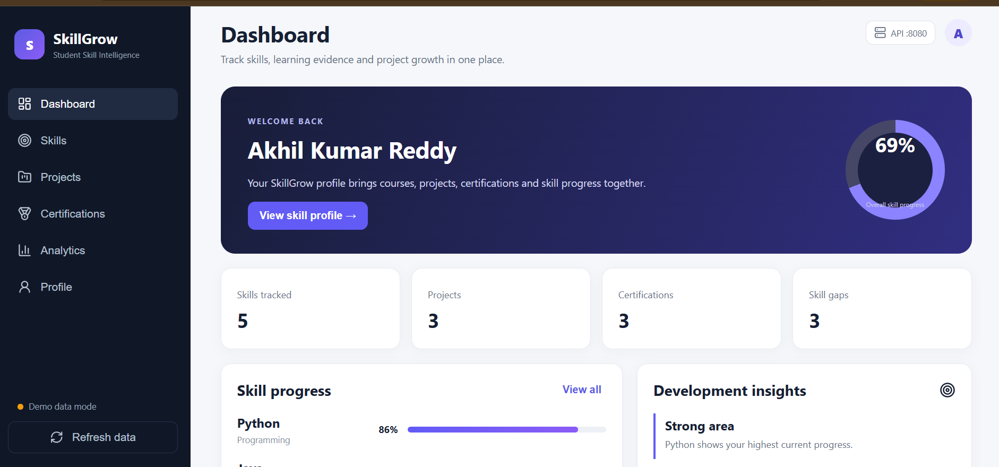 S
SkillGrow
Student Skill Intelligence
Dashboard
Skills
Projects
Certifications
Analytics
Profile
Demo data mode
Refresh data
Dashboard
Track skills, learning evidence and project growth in one place.
API :8080
A
WELCOME BACK
Akhil Kumar Reddy
Your SkillGrow profile brings courses, projects, certifications and skill progress together.
View skill profile →
69%
Overall skill progress
Skills tracked
5
Projects
3
Certifications
3
Skill gaps
3
Skill progress
View all
Python
Programming
86%
Development insights
Strong area
Python shows your highest current progress.